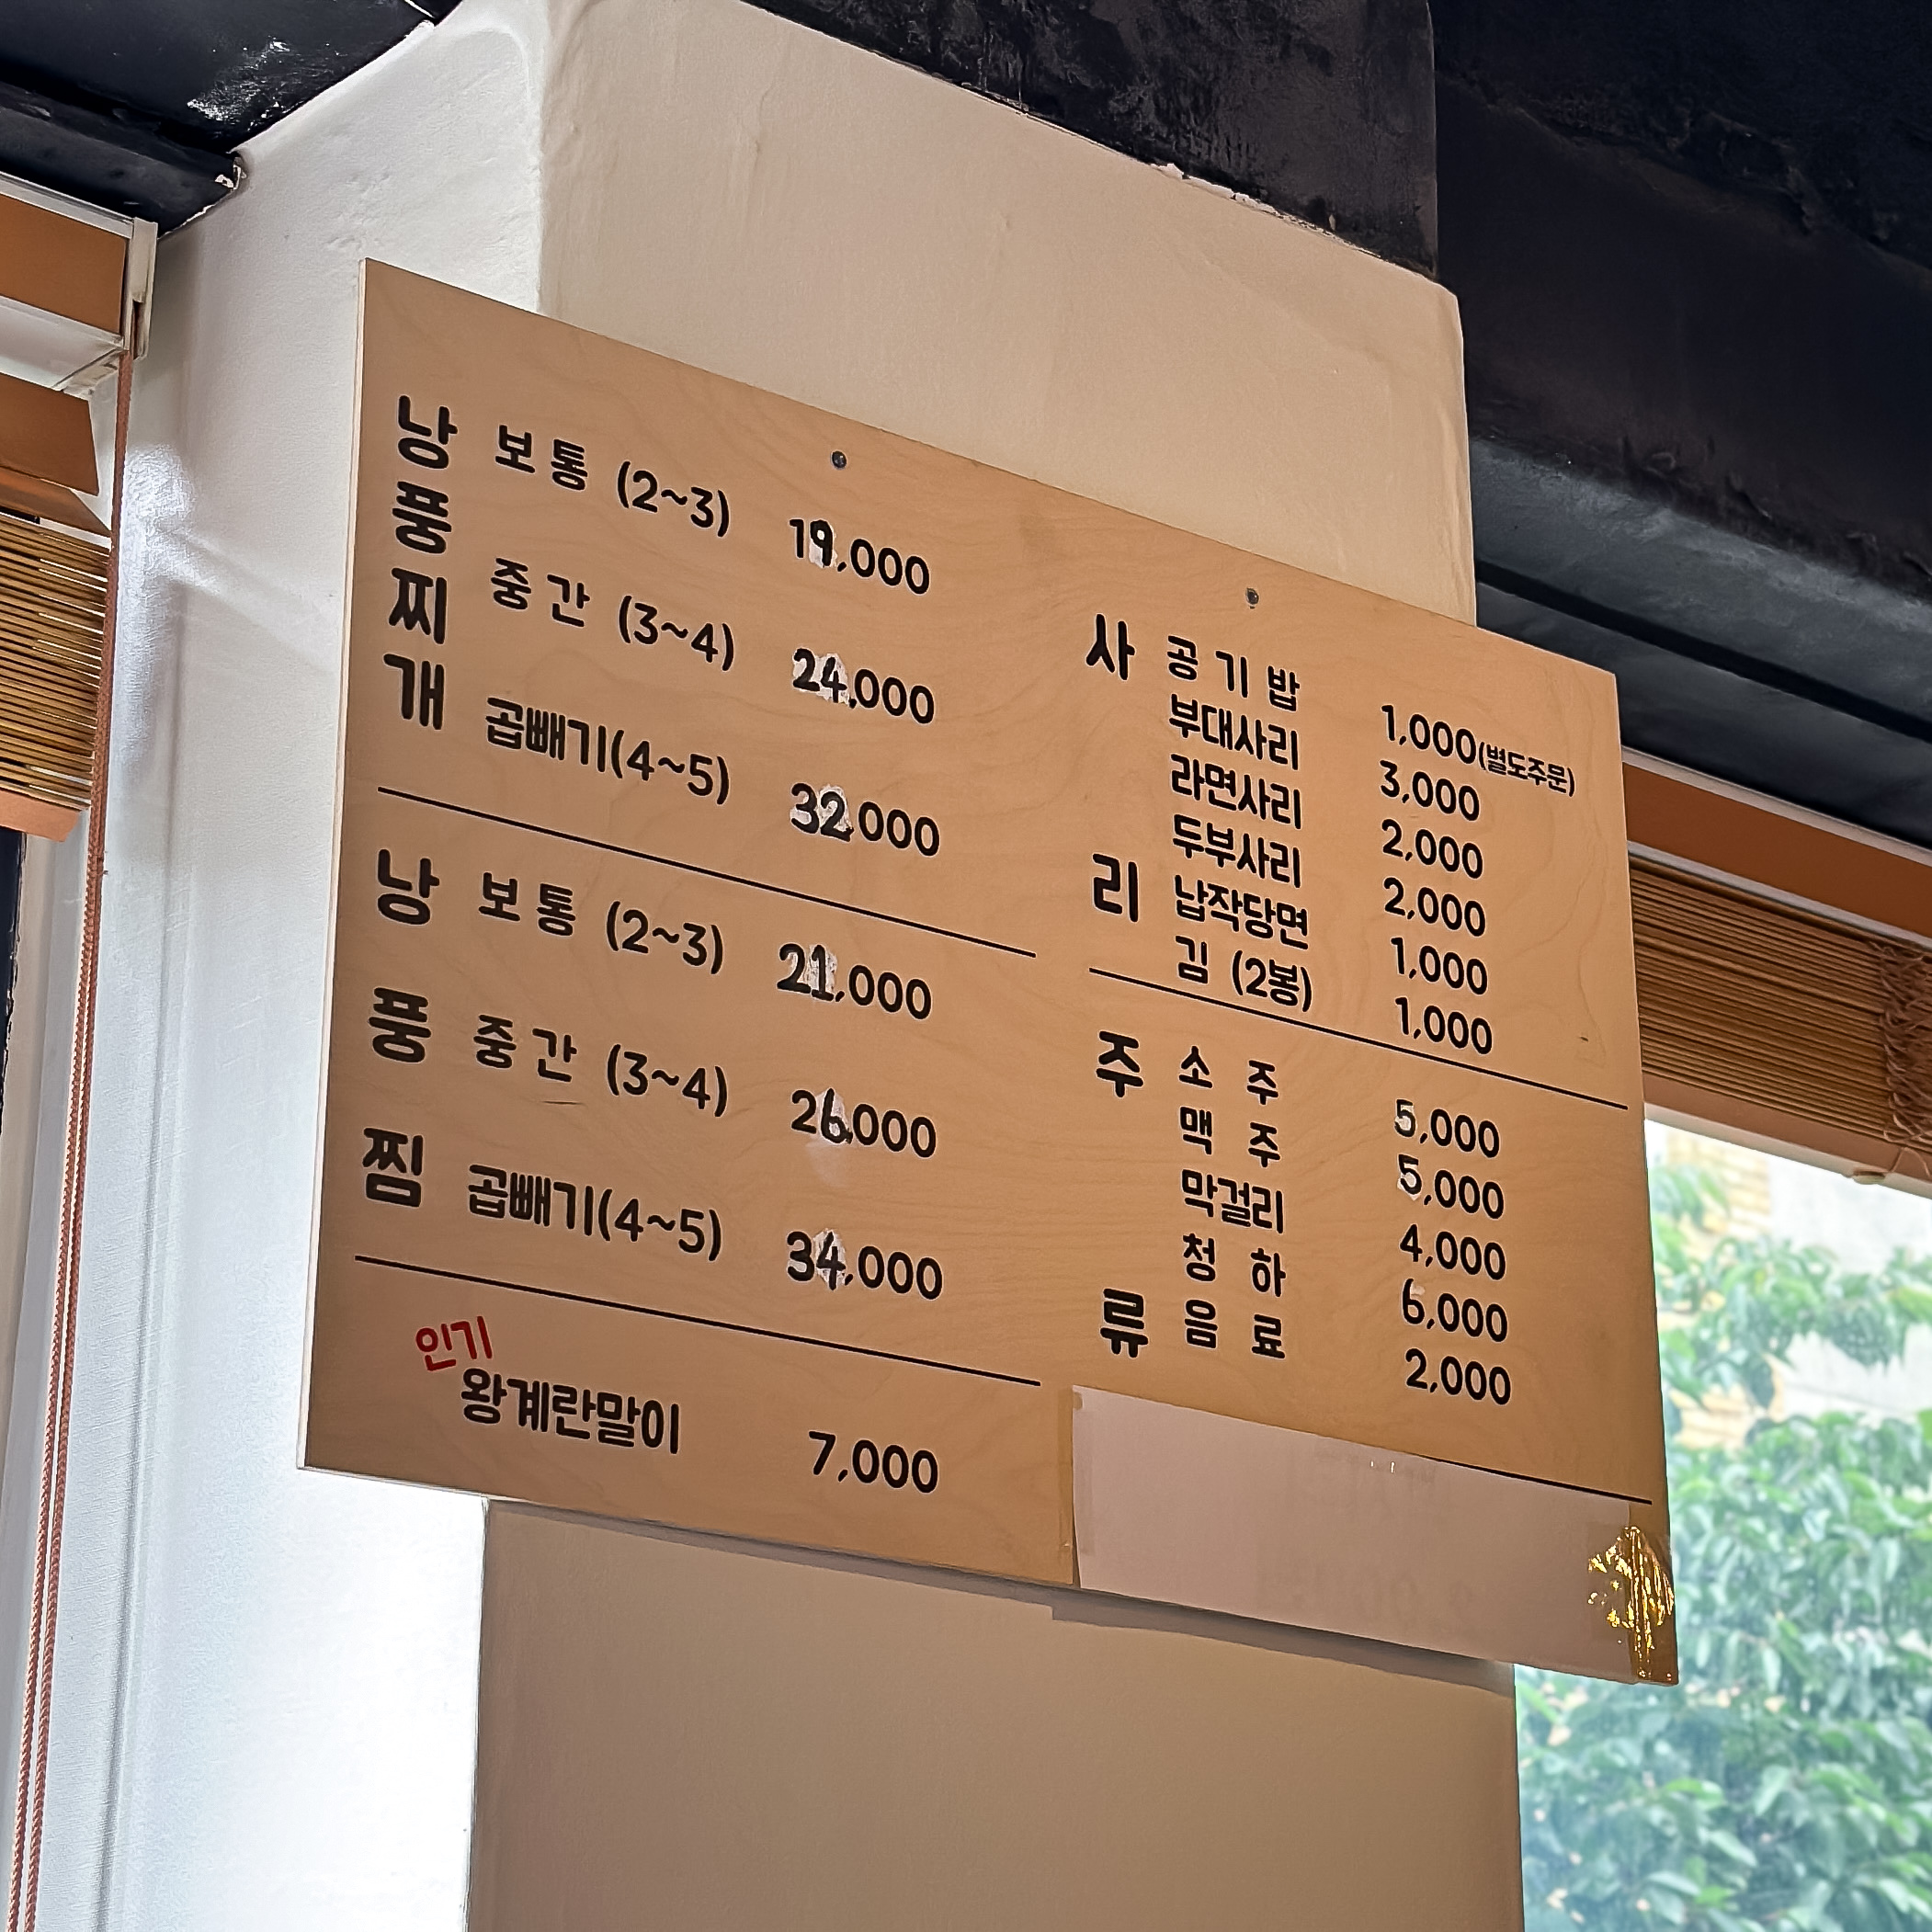 낭풍찌개
보통 (2~3) 19,000
중간 (3~4) 24,000
곱빼기(4~5) 32,000
낭풍찜
보통 (2~3) 21,000
중간 (3~4) 26,000
곱빼기(4~5) 34,000
인기
왕계란말이 7,000
사리
공기밥 1,000(별도주문)
부대사리 3,000
라면사리 2,000
두부사리 2,000
납작당면 1,000
김 (2봉) 1,000
주류
소주 5,000
맥주 5,000
막걸리 4,000
청하 6,000
음료 2,000